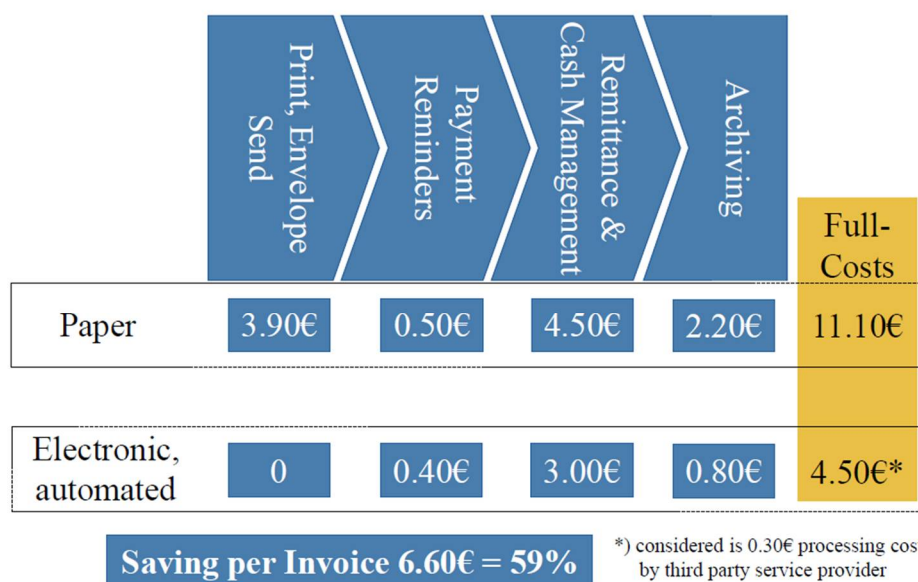 Print, Envelope
Send
Payment
Reminders
Remittance &
Cash Management
Archiving
Full-
Costs
Paper
3.90€
0.50€
4.50€
2.20€
11.10€
Electronic,
automated
0
0.40€
3.00€
0.80€
4.50€*
Saving per Invoice 6.60€ = 59%
*) considered is 0.30€ processing cos
by third party service provider